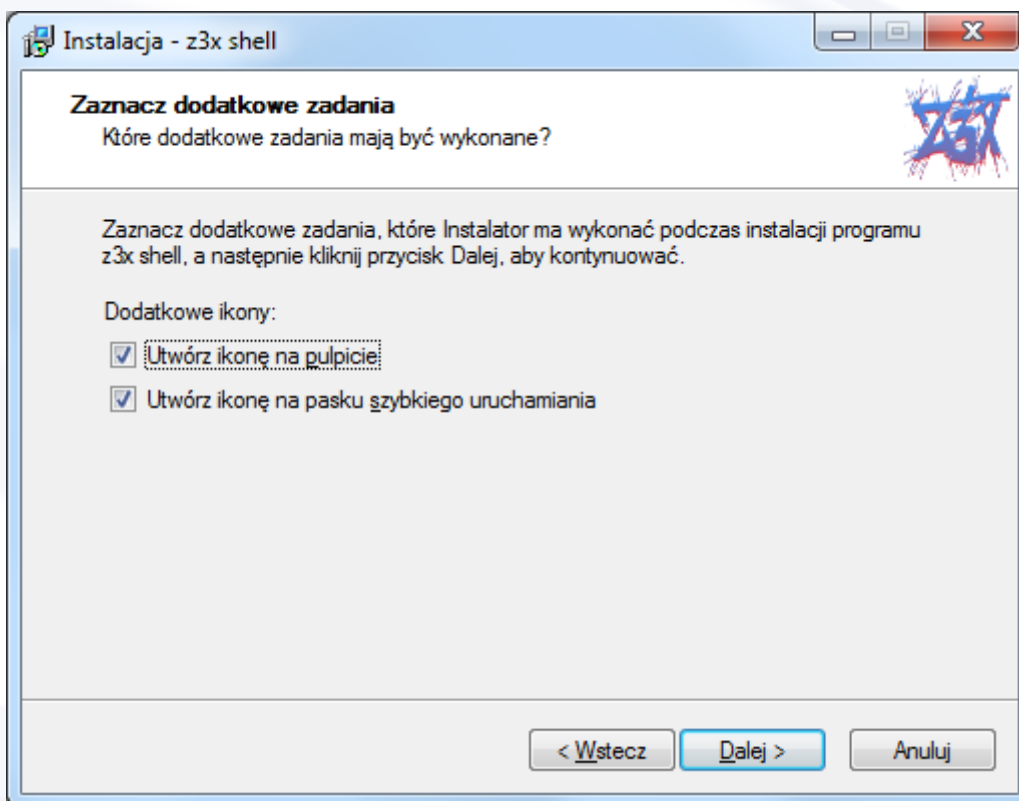 Instalacja - z3x shell
Zaznacz dodatkowe zadania
Które dodatkowe zadania mają być wykonane?
z3x
Zaznacz dodatkowe zadania, które Instalator ma wykonać podczas instalacji programu
z3x shell, a następnie kliknij przycisk Dalej, aby kontynuować.
Dodatkowe ikony:
Utwórz ikonę na pulpicie
Utwórz ikonę na pasku szybkiego uruchamiania
< Wstecz
Dalej >
Anuluj